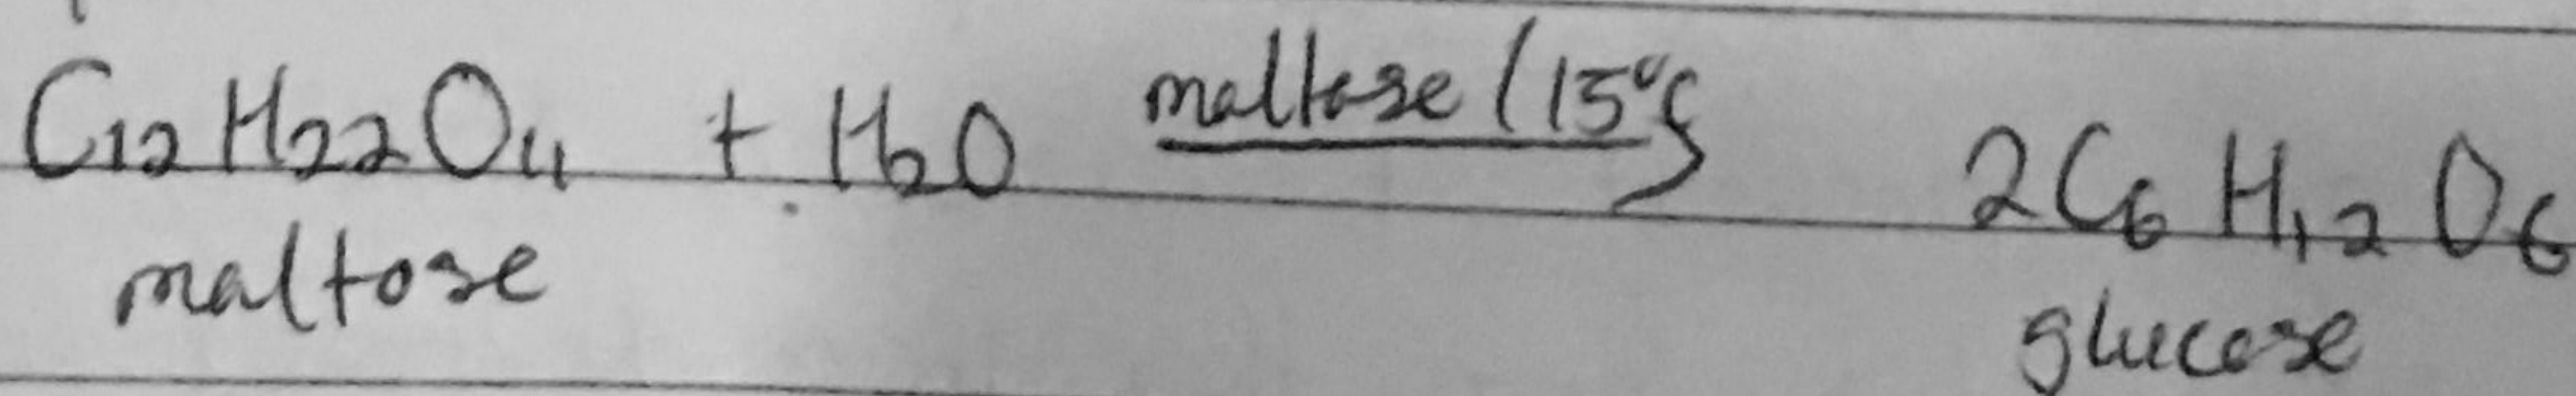 C₁₂H₂₂O₁₁ + H₂O maltase (15°C → 2C₆H₁₂O₆
maltose glucose